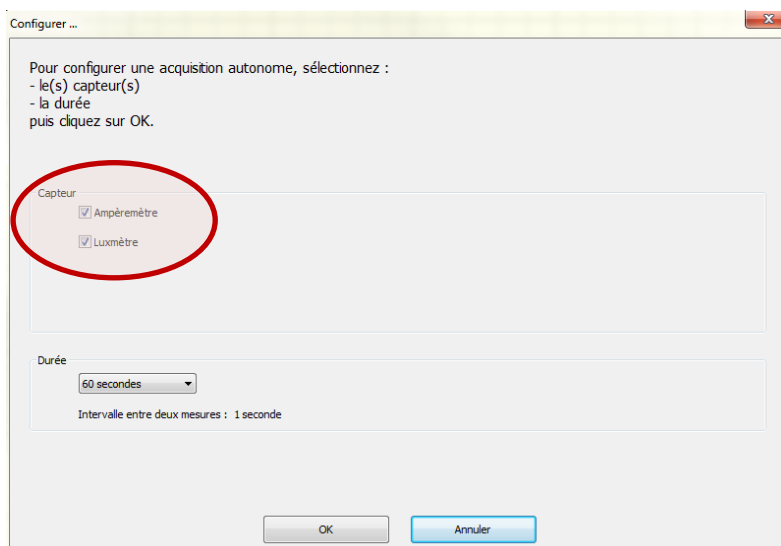 Configurer ...
Pour configurer une acquisition autonome, sélectionnez :
- le(s) capteur(s)
- la durée
puis cliquez sur OK.
Capteur
Ampèremètre
Luxmètre
Durée
60 secondes
Intervalle entre deux mesures : 1 seconde
OK
Annuler